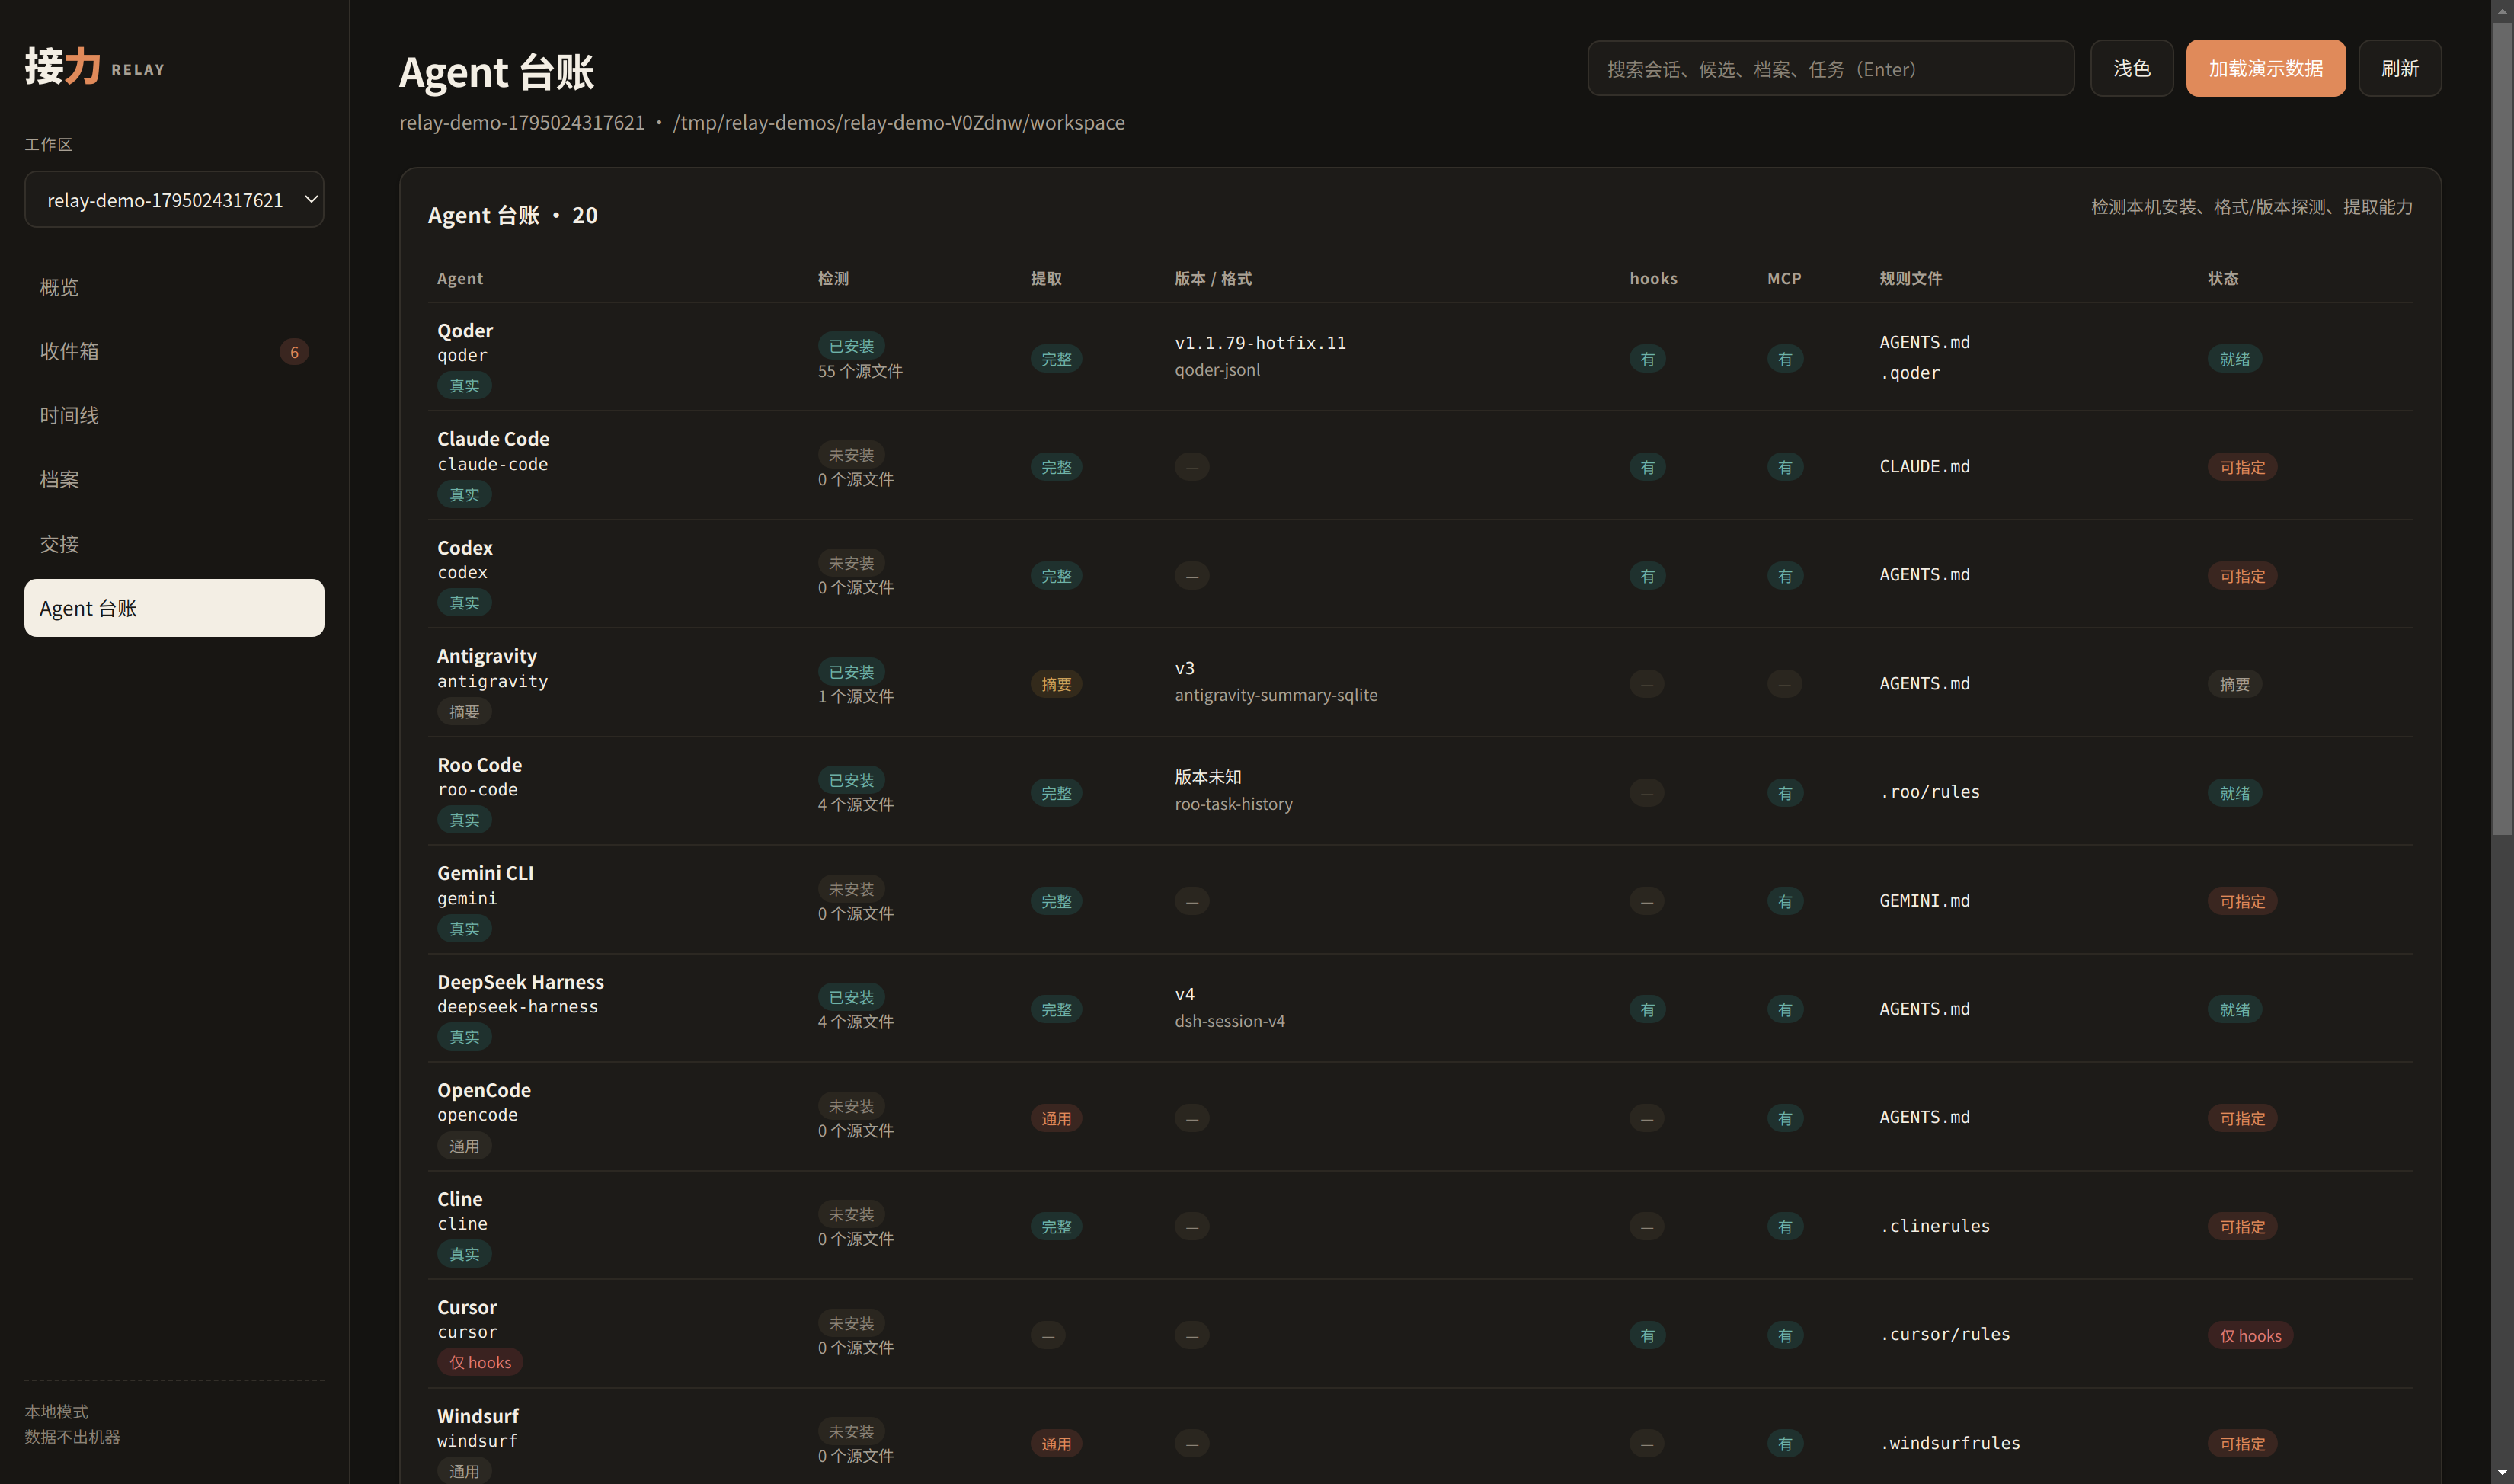 接力 RELAY
工作区
relay-demo-1795024317621
概览
收件箱 6
时间线
档案
交接
Agent 台账
本地模式
数据不出机器
Agent 台账
relay-demo-1795024317621 · /tmp/relay-demos/relay-demo-V0Zdnw/workspace
搜索会话、候选、档案、任务（Enter）
浅色
加载演示数据
刷新
Agent 台账 · 20
检测本机安装、格式/版本探测、提取能力
Agent 检测 提取 版本 / 格式 hooks MCP 规则文件 状态
Qoder
qoder
真实
已安装
55 个源文件
完整
v1.1.79-hotfix.11
qoder-jsonl
有
有
AGENTS.md
.qoder
就绪
Claude Code
claude-code
真实
未安装
0 个源文件
完整
—
有
有
CLAUDE.md
可指定
Codex
codex
真实
未安装
0 个源文件
完整
—
有
有
AGENTS.md
可指定
Antigravity
antigravity
摘要
已安装
1 个源文件
摘要
v3
antigravity-summary-sqlite
—
—
AGENTS.md
摘要
Roo Code
roo-code
真实
已安装
4 个源文件
完整
版本未知
roo-task-history
—
有
.roo/rules
就绪
Gemini CLI
gemini
真实
未安装
0 个源文件
完整
—
—
有
GEMINI.md
可指定
DeepSeek Harness
deepseek-harness
真实
已安装
4 个源文件
完整
v4
dsh-session-v4
有
有
AGENTS.md
就绪
OpenCode
opencode
通用
未安装
0 个源文件
通用
—
—
有
AGENTS.md
可指定
Cline
cline
真实
未安装
0 个源文件
完整
—
—
有
.clinerules
可指定
Cursor
cursor
仅 hooks
未安装
0 个源文件
—
—
有
有
.cursor/rules
仅 hooks
Windsurf
windsurf
通用
未安装
0 个源文件
通用
—
—
有
.windsurfrules
可指定